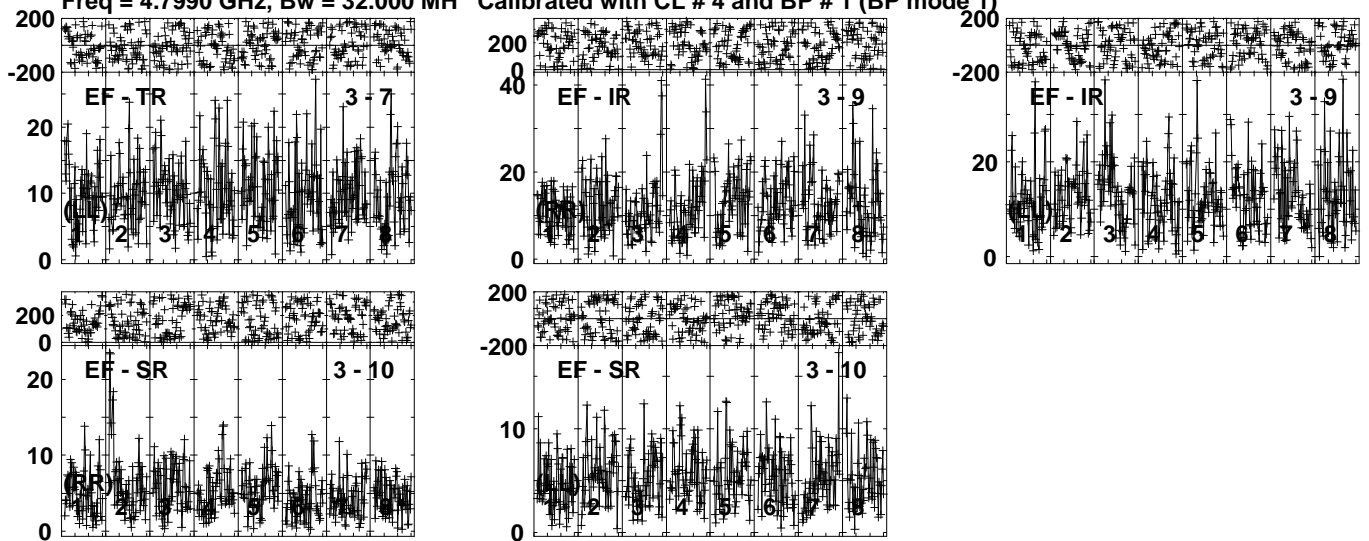 Freq = 4.7990 GHz, Bw = 32.000 MH Calibrated with CL # 4 and BP # 1 (BP mode 1)
200
-200
EF - TR 3 - 7
20
10
(LL)
0
1 2 3 4 5 6 7 8
200
0
40
EF - IR 3 - 9
20
(RR)
0
1 2 3 4 5 6 7 8
200
-200
EF - IR 3 - 9
20
(LL)
0
1 2 3 4 5 6 7 8
200
0
EF - SR 3 - 10
20
10
(RR)
0
1 2 3 4 5 6 7 8
200
-200
EF - SR 3 - 10
10
(LL)
0
1 2 3 4 5 6 7 8